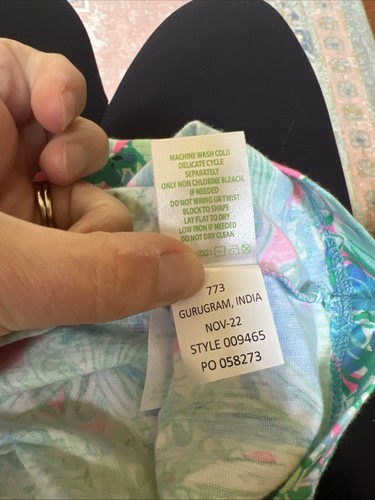 MACHINE WASH COLD
DELICATE CYCLE
SEPARATELY
ONLY NON CHLORINE BLEACH,
IF NEEDED
DO NOT WRING OR TWIST
BLOCK TO SHAPE
LAY FLAT TO DRY
LOW IRON IF NEEDED
DO NOT DRY CLEAN
773
GURUGRAM, INDIA
NOV-22
STYLE 009465
PO 058273